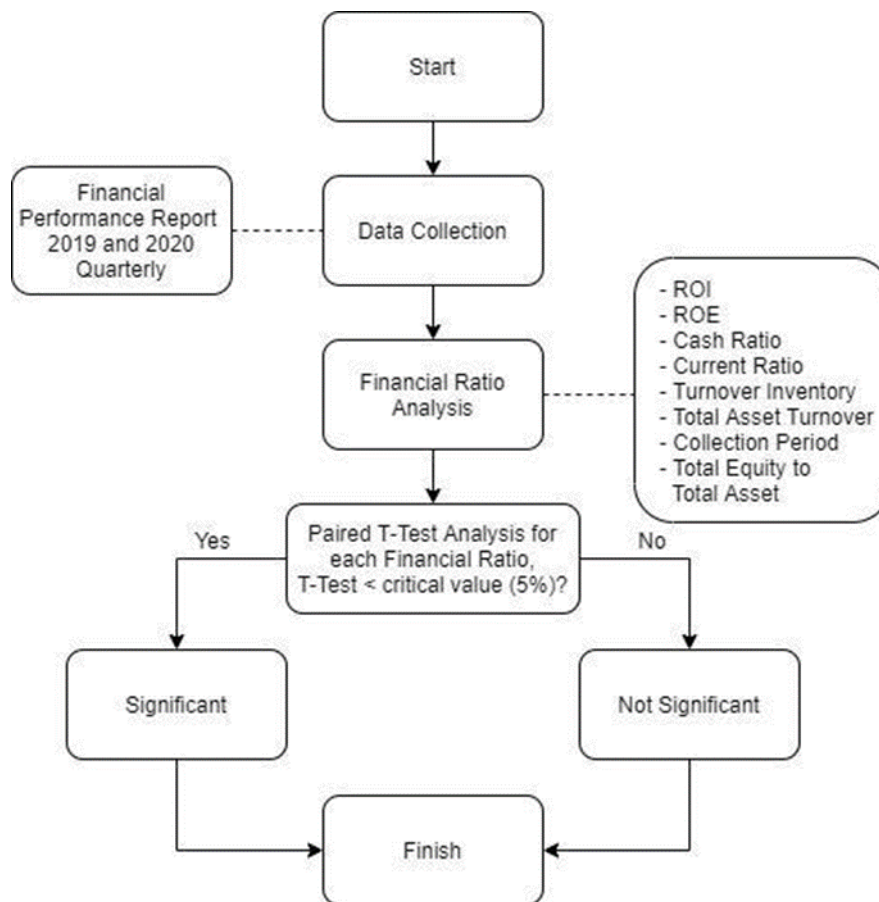 Start
Financial
Performance Report
2019 and 2020
Quarterly
Data Collection
- ROI
- ROE
- Cash Ratio
- Current Ratio
- Turnover Inventory
- Total Asset Turnover
- Collection Period
- Total Equity to
Total Asset
Financial Ratio
Analysis
Yes
Paired T-Test Analysis for
each Financial Ratio,
T-Test < critical value (5%)?
No
Significant
Not Significant
Finish